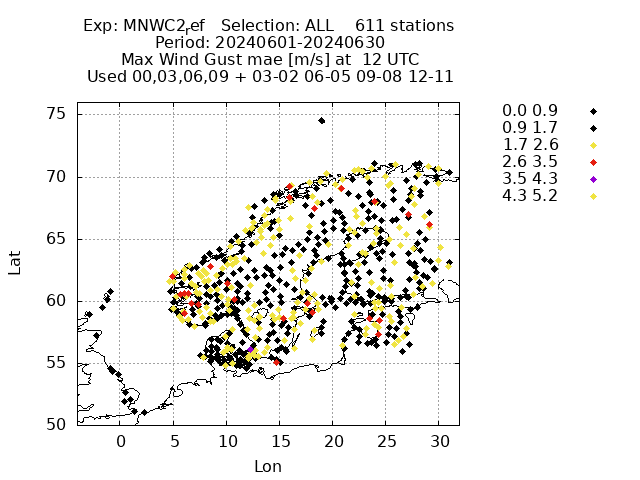 Exp: MNWC2ref   Selection: ALL    611 stations
Period: 20240601-20240630
Max Wind Gust mae [m/s] at  12 UTC
Used 00,03,06,09 + 03-02 06-05 09-08 12-11
0.0 0.9
0.9 1.7
1.7 2.6
2.6 3.5
3.5 4.3
4.3 5.2
75
70
65
60
55
50
Lat
0 5 10 15 20 25 30
Lon